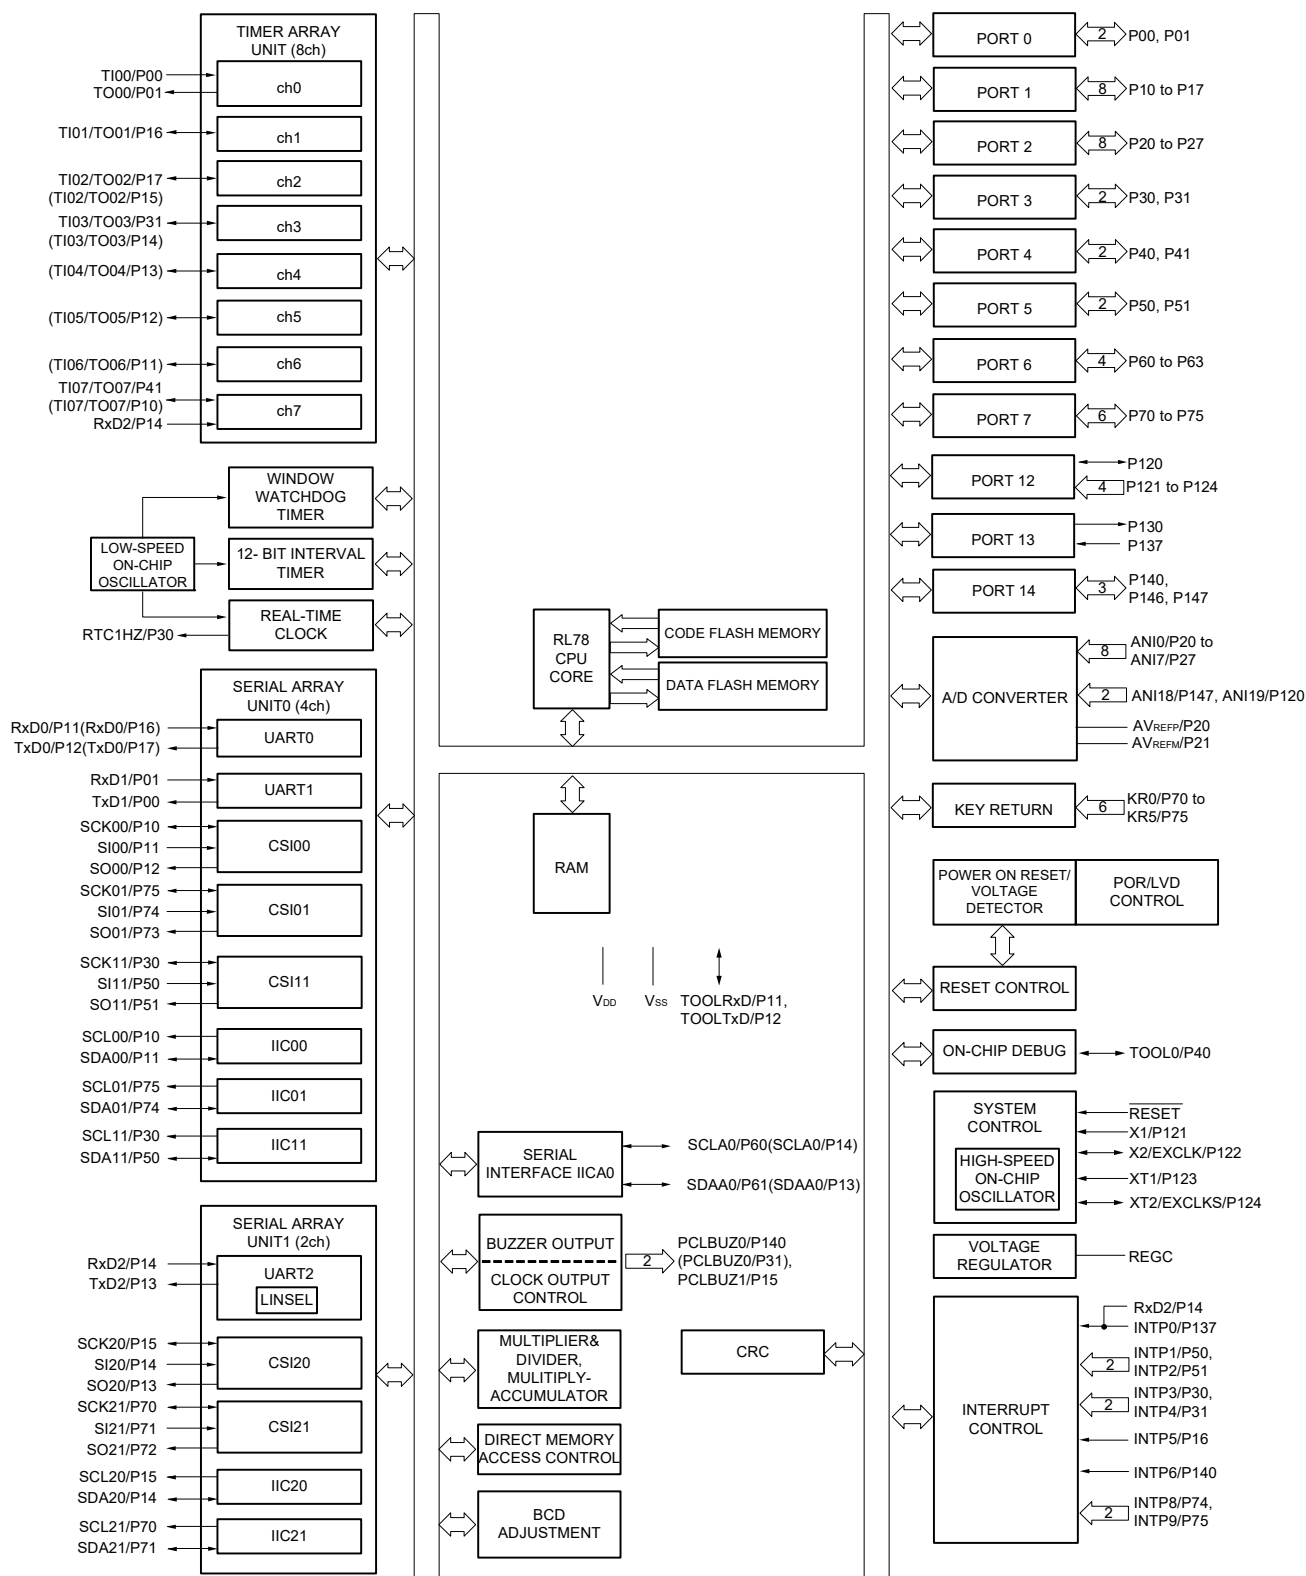 TIMER ARRAY
UNIT (8ch)
TI00/P00
TO00/P01
ch0
TI01/TO01/P16
ch1
TI02/TO02/P17
(TI02/TO02/P15)
ch2
TI03/TO03/P31
(TI03/TO03/P14)
ch3
(TI04/TO04/P13)
ch4
(TI05/TO05/P12)
ch5
(TI06/TO06/P11)
ch6
TI07/TO07/P41
(TI07/TO07/P10)
RxD2/P14
ch7
WINDOW
WATCHDOG
TIMER
LOW-SPEED
ON-CHIP
OSCILLATOR
12- BIT INTERVAL
TIMER
REAL-TIME
CLOCK
RTC1HZ/P30
SERIAL ARRAY
UNIT0 (4ch)
RxD0/P11(RxD0/P16)
TxD0/P12(TxD0/P17)
UART0
RxD1/P01
TxD1/P00
UART1
SCK00/P10
SI00/P11
SO00/P12
CSI00
SCK01/P75
SI01/P74
SO01/P73
CSI01
SCK11/P30
SI11/P50
SO11/P51
CSI11
SCL00/P10
SDA00/P11
IIC00
SCL01/P75
SDA01/P74
IIC01
SCL11/P30
SDA11/P50
IIC11
SERIAL ARRAY
UNIT1 (2ch)
RxD2/P14
TxD2/P13
UART2
LINSEL
SCK20/P15
SI20/P14
SO20/P13
CSI20
SCK21/P70
SI21/P71
SO21/P72
CSI21
SCL20/P15
SDA20/P14
IIC20
SCL21/P70
SDA21/P71
IIC21
RL78
CPU
CORE
CODE FLASH MEMORY
DATA FLASH MEMORY
RAM
VDD
VSS
TOOLRxD/P11,
TOOLTxD/P12
SERIAL
INTERFACE IICA0
SCLA0/P60(SCLA0/P14)
SDAA0/P61(SDAA0/P13)
BUZZER OUTPUT
CLOCK OUTPUT
CONTROL
2
PCLBUZ0/P140
(PCLBUZ0/P31),
PCLBUZ1/P15
MULTIPLIER&
DIVIDER,
MULITIPLY-
ACCUMULATOR
CRC
DIRECT MEMORY
ACCESS CONTROL
BCD
ADJUSTMENT
PORT 0
2
P00, P01
PORT 1
8
P10 to P17
PORT 2
8
P20 to P27
PORT 3
2
P30, P31
PORT 4
2
P40, P41
PORT 5
2
P50, P51
PORT 6
4
P60 to P63
PORT 7
6
P70 to P75
PORT 12
P120
4
P121 to P124
PORT 13
P130
P137
PORT 14
3
P140,
P146, P147
A/D CONVERTER
8
ANI0/P20 to
ANI7/P27
2
ANI18/P147, ANI19/P120
AVREFP/P20
AVREFM/P21
KEY RETURN
6
KR0/P70 to
KR5/P75
POWER ON RESET/
VOLTAGE
DETECTOR
POR/LVD
CONTROL
RESET CONTROL
ON-CHIP DEBUG
TOOL0/P40
SYSTEM
CONTROL
HIGH-SPEED
ON-CHIP
OSCILLATOR
RESET
X1/P121
X2/EXCLK/P122
XT1/P123
XT2/EXCLKS/P124
VOLTAGE
REGULATOR
REGC
INTERRUPT
CONTROL
RxD2/P14
INTP0/P137
2
INTP1/P50,
INTP2/P51
2
INTP3/P30,
INTP4/P31
INTP5/P16
INTP6/P140
2
INTP8/P74,
INTP9/P75